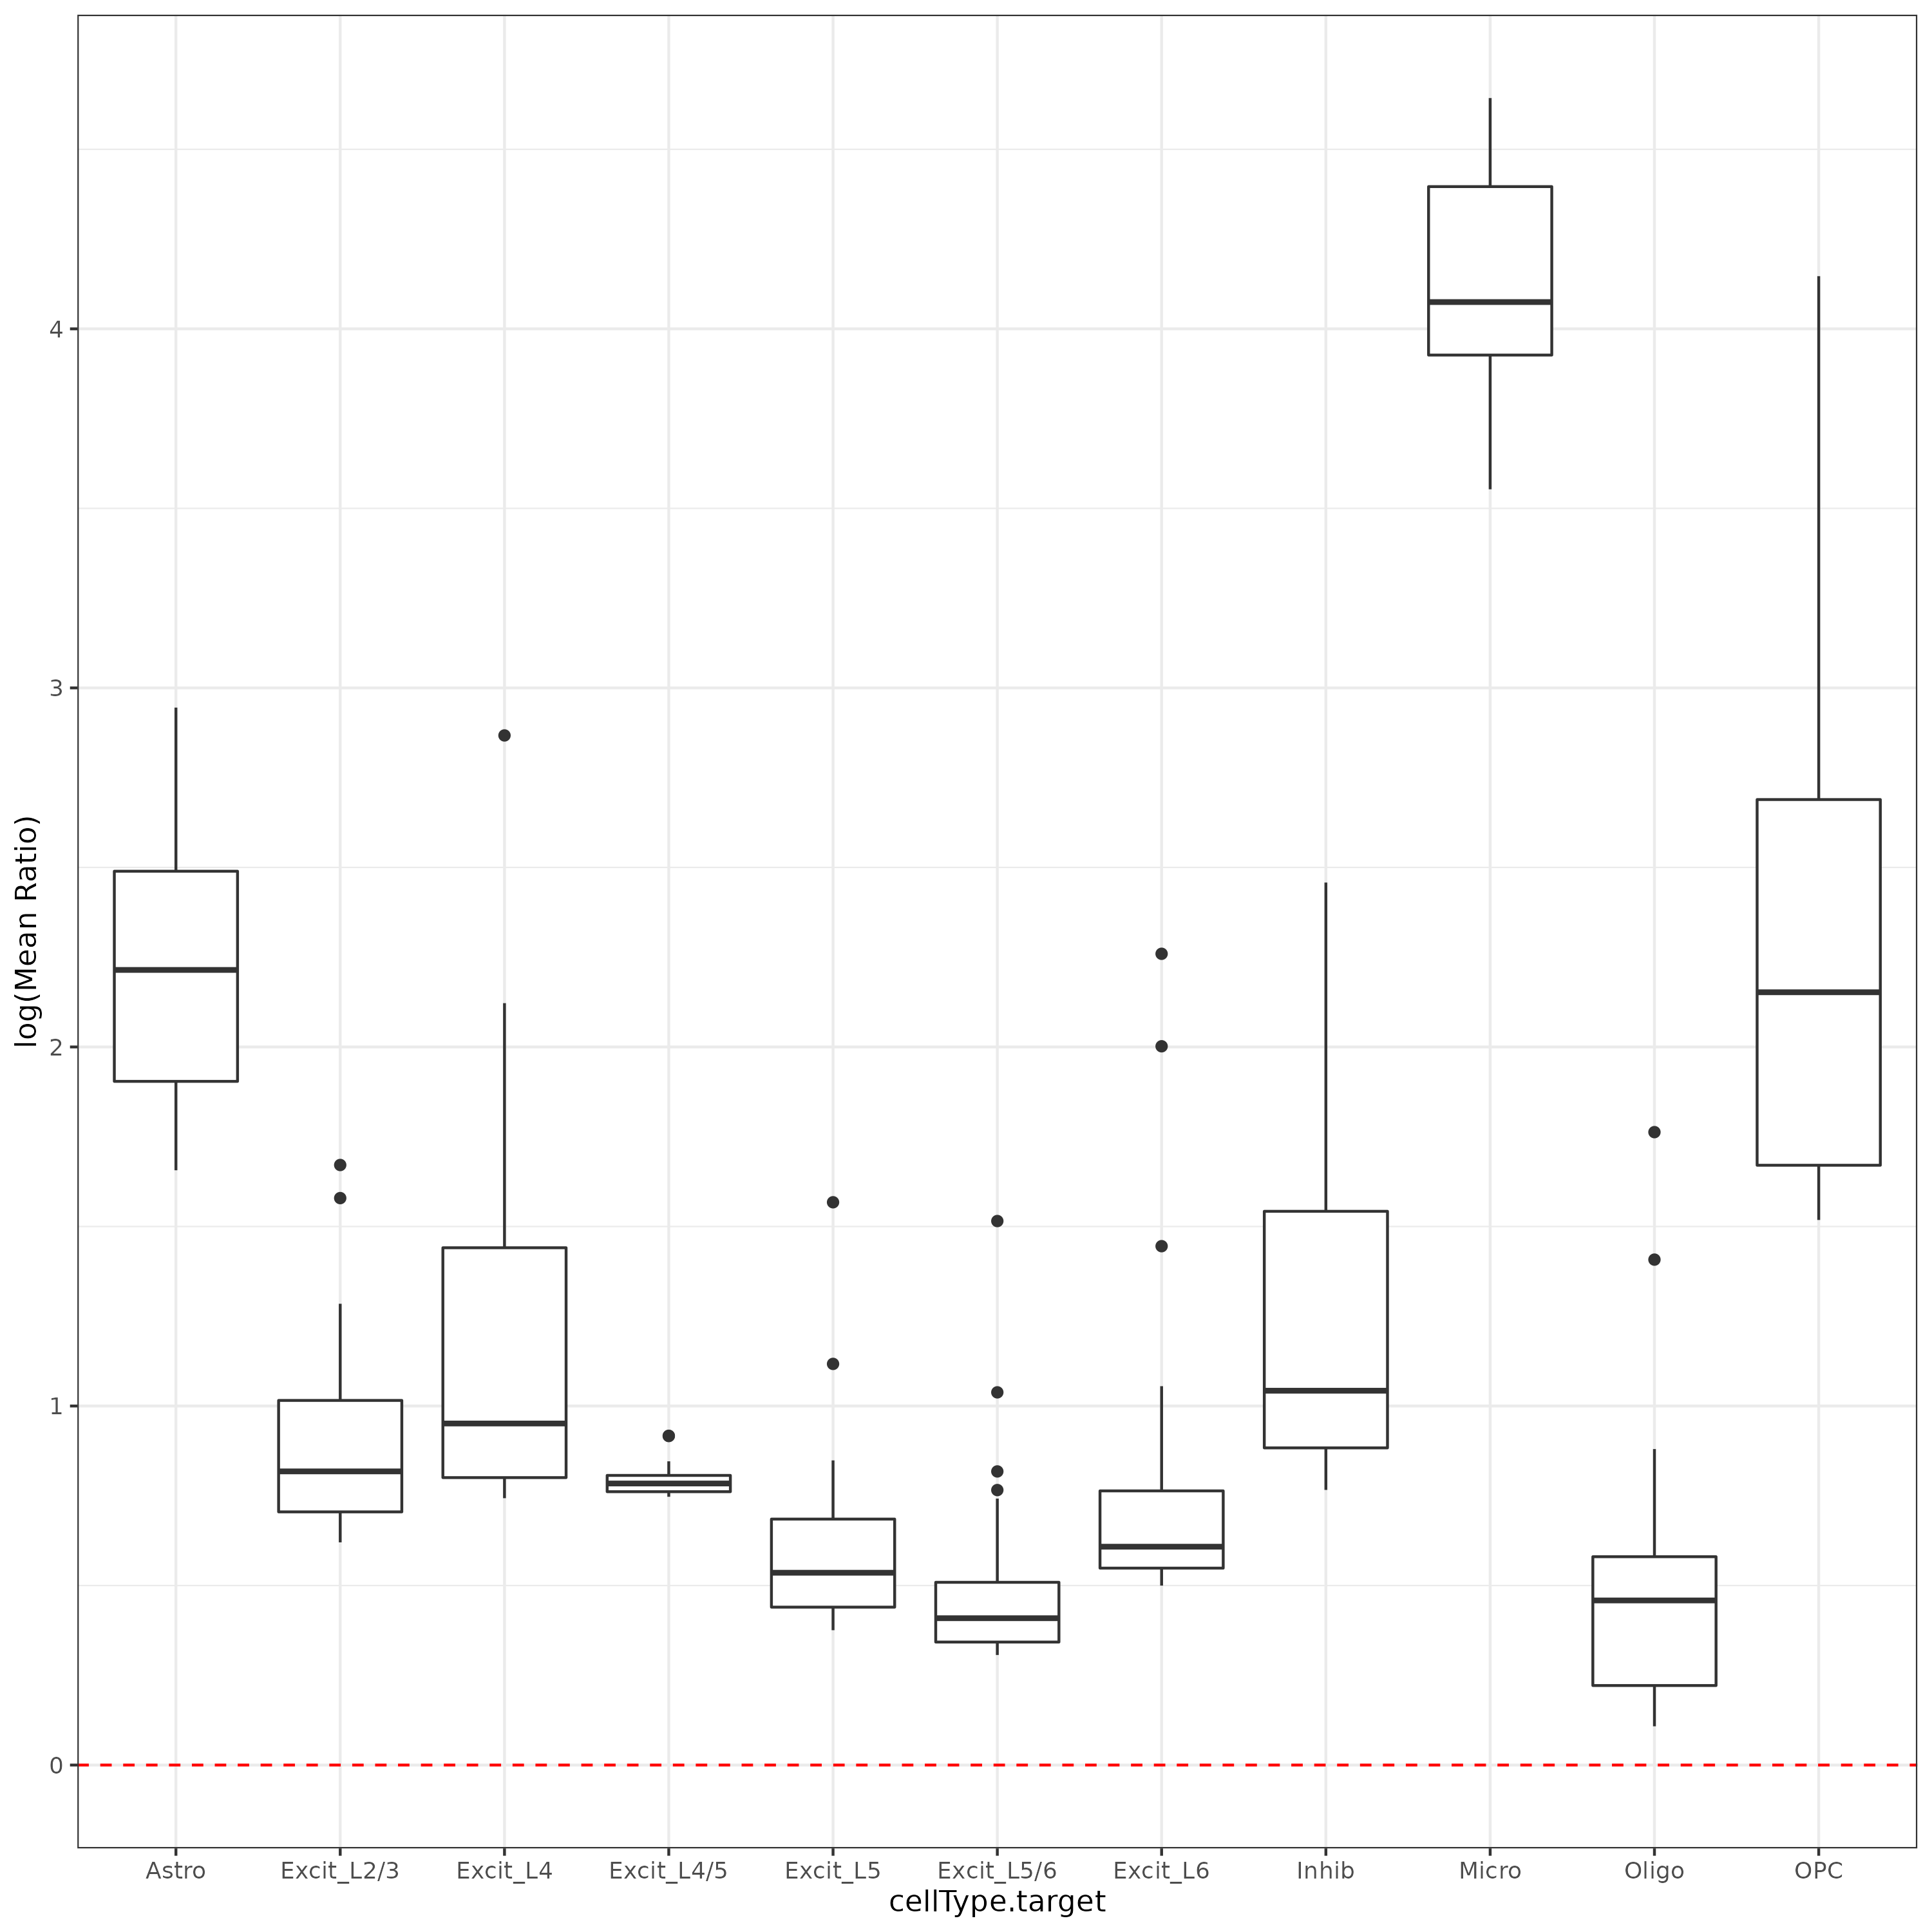 log(Mean Ratio)
4
3
2
1
0
Astro Excit_L2/3 Excit_L4 Excit_L4/5 Excit_L5 Excit_L5/6 Excit_L6 Inhib Micro Oligo OPC
cellType.target